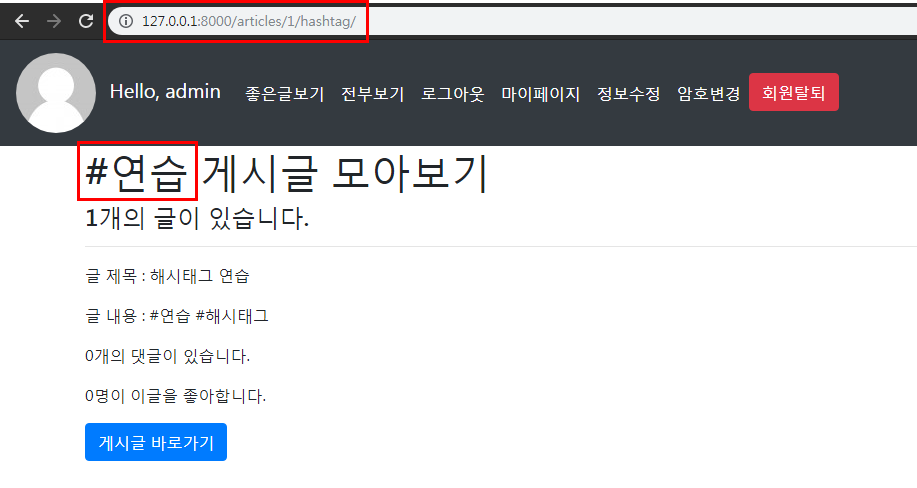 127.0.0.1:8000/articles/1/hashtag/
Hello, admin 좋은글보기 전부보기 로그아웃 마이페이지 정보수정 암호변경 회원탈퇴
#연습 게시글 모아보기
1개의 글이 있습니다.
글 제목 : 해시태그 연습
글 내용 : #연습 #해시태그
0개의 댓글이 있습니다.
0명이 이글을 좋아합니다.
게시글 바로가기